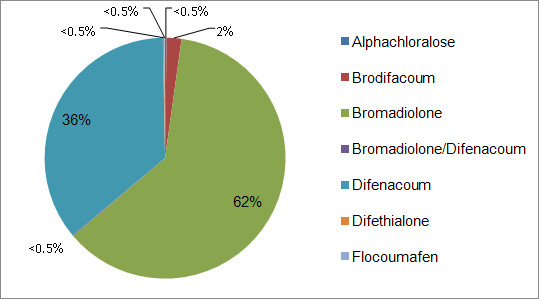 <0.5%
<0.5%
<0.5%
2%
36%
62%
<0.5%
Alphachloralose
Brodifacoum
Bromadiolone
Bromadiolone/Difenacoum
Difenacoum
Difethialone
Flocoumafen